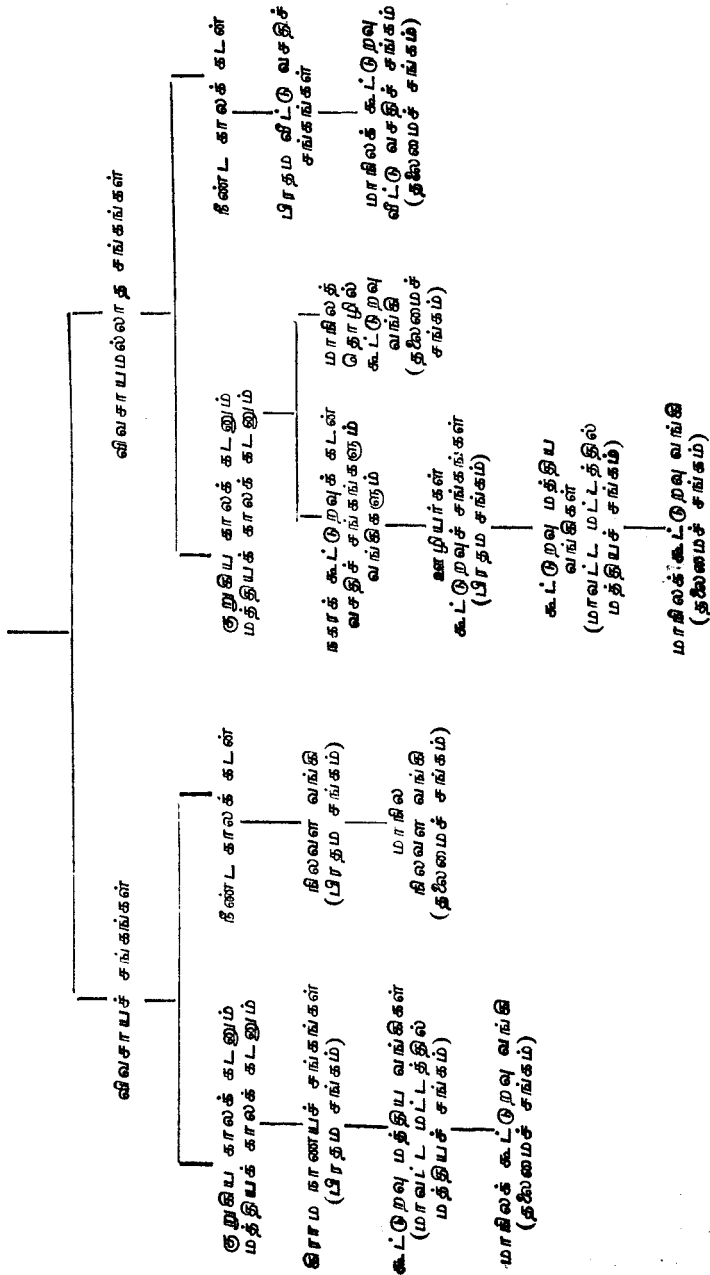 விவசாயச் சங்கங்கள்
குறுகிய காலக் கடனும்
மத்தியக் காலக் கடனும்
கிராம நாணயச் சங்கங்கள்
(பிரதம சங்கம்)
கூட்டுறவு மத்திய வங்கிகள்
(மாவட்ட மட்டத்தில்
மத்தியச் சங்கம்)
மாநிலக் கூட்டுறவு வங்கி
(தலைமைச் சங்கம்)
நீண்ட காலக் கடன்
நிலவள வங்கி
(பிரதம சங்கம்)
மாநில
நிலவள வங்கி
(தலைமைச் சங்கம்)
விவசாயமல்லாத சங்கங்கள்
குறுகிய காலக் கடனும்
மத்தியக் காலக் கடனும்
நகரக் கூட்டுறவுக் கடன்
வசதிச் சங்கங்களும்
வங்கிகளும்
ஊழியர்கள்
கூட்டுறவுச் சங்கங்கள்
(பிரதம சங்கம்)
கூட்டுறவு மத்திய
வங்கிகள்
(மாவட்ட மட்டத்தில்
மத்தியச் சங்கம்)
மாநிலக் கூட்டுறவு வங்கி
(தலைமைச் சங்கம்)
மாநிலத்
தொழில்
கூட்டுறவு
வங்கி
(தலைமைச்
சங்கம்)
நீண்ட காலக் கடன்
பிரதம வீட்டு வசதிச்
சங்கங்கள்
மாநிலக் கூட்டுறவு
வீட்டு வசதிச் சங்கம்
(தலைமைச் சங்கம்)